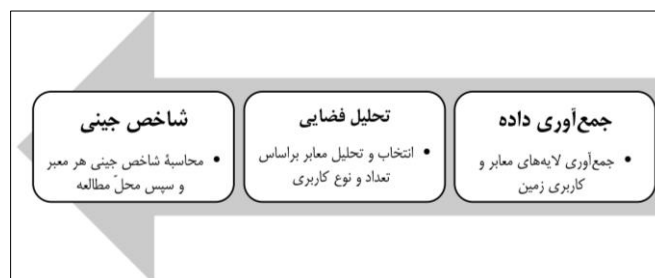 جمع‌آوری داده
• جمع‌آوری لایه‌های معابر و
کاربری زمین
تحلیل فضایی
• انتخاب و تحلیل معابر براساس
تعداد و نوع کاربری
شاخص جینی
• محاسبهٔ شاخص جینی هر معبر
و سپس محلّ مطالعه